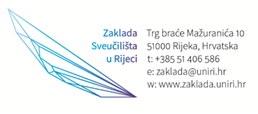 Zaklada
Sveučilišta
u Rijeci
Trg braće Mažuranića 10
51000 Rijeka, Hrvatska
t: +385 51 406 586
e: zaklada@uniri.hr
w: www.zaklada.uniri.hr